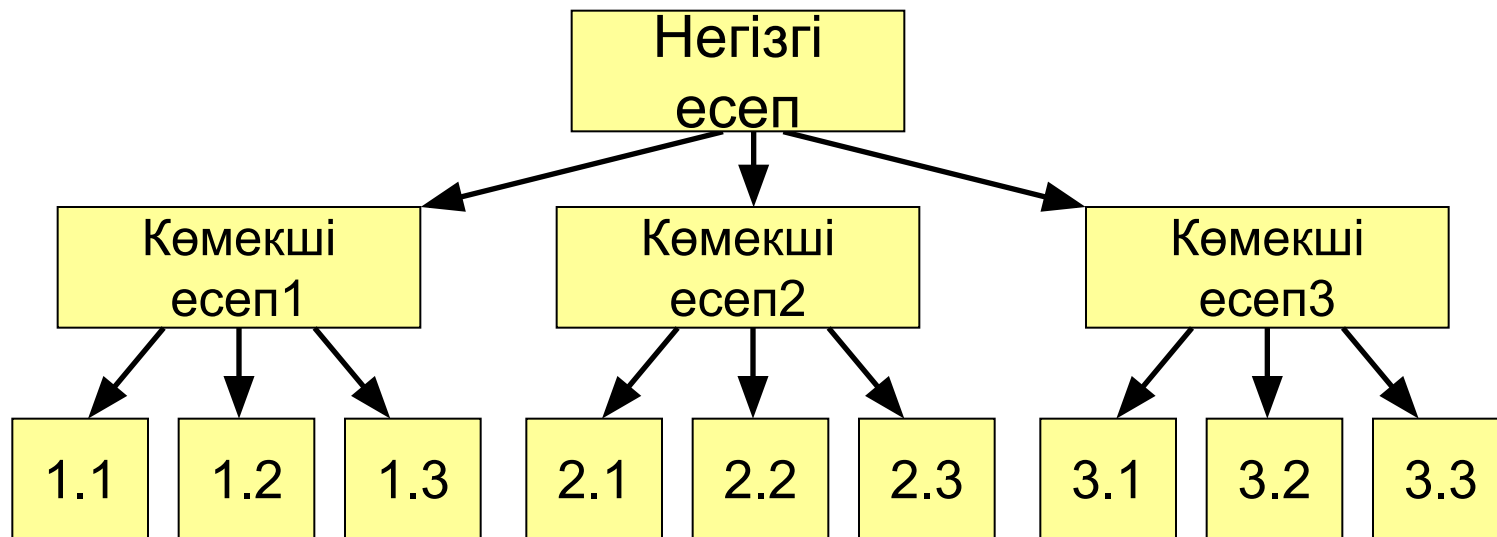 Негізгі
есеп
Көмекші
есеп1
Көмекші
есеп2
Көмекші
есеп3
1.1
1.2
1.3
2.1
2.2
2.3
3.1
3.2
3.3